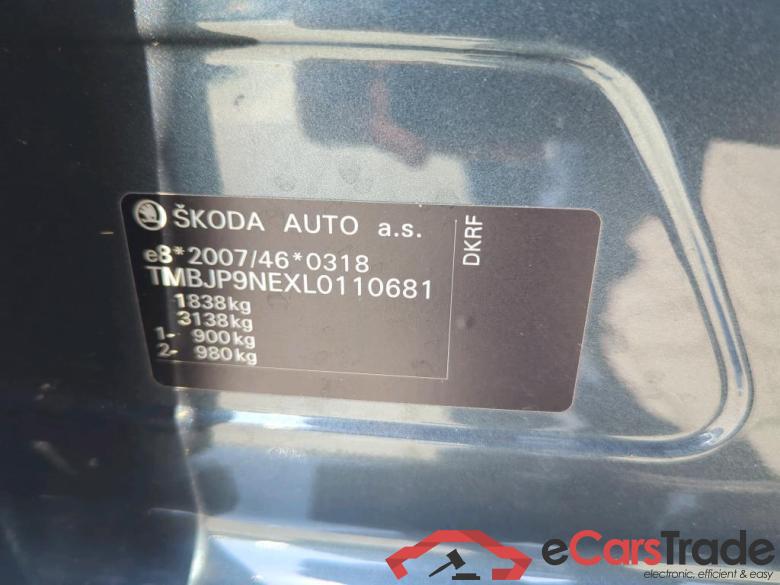 ŠKODA AUTO a.s.
e8*2007/46*0318
TMBJP9NEXL0110681
1838kg
3138kg
1- 900kg
2- 980kg
DKRF
eCarsTrade
electronic, efficient & easy